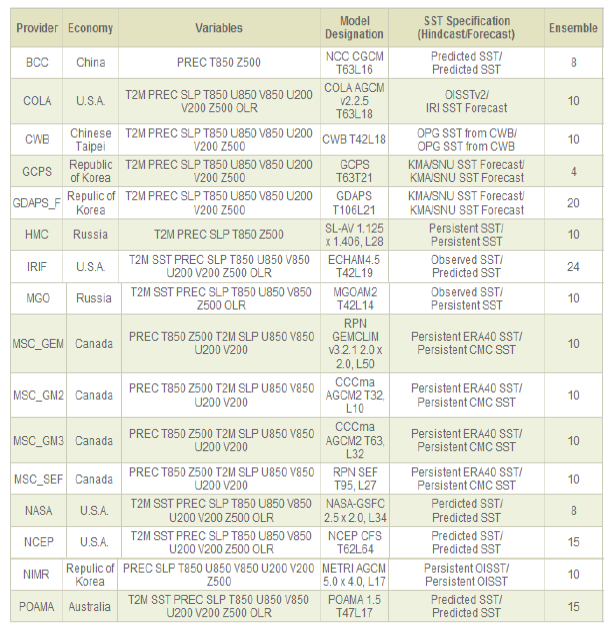 Provider Economy Variables Model Designation SST Specification (Hindcast/Forecast) Ensemble
BCC China PREC T850 Z500 NCC CGCM T63L16 Predicted SST/ Predicted SST 8
COLA U.S.A. T2M PREC SLP T850 U850 V850 U200 V200 Z500 OLR COLA AGCM v2.2.5 T63L18 OISSTv2/ IRI SST Forecast 10
CWB Chinese Taipei T2M PREC SLP T850 U850 V850 U200 V200 Z500 CWB T42L18 OPG SST from CWB/ OPG SST from CWB 10
GCPS Republic of Korea T2M PREC SLP T850 U850 V850 U200 V200 Z500 GCPS T63T21 KMA/SNU SST Forecast/ KMA/SNU SST Forecast 4
GDAPS_F Repulic of Korea T2M PREC SLP T850 U850 V850 U200 V200 Z500 GDAPS T106L21 KMA/SNU SST Forecast/ KMA/SNU SST Forecast 20
HMC Russia T2M PREC SLP T850 Z500 SL-AV 1.125 x 1.406, L28 Persistent SST/ Persistent SST 10
IRIF U.S.A. T2M SST PREC SLP T850 U850 V850 U200 V200 Z500 OLR ECHAM4.5 T42L19 Observed SST/ Predicted SST 24
MGO Russia T2M SST PREC SLP T850 U850 V850 Z500 OLR MGOAM2 T42L14 Observed SST/ Persistent SST 10
MSC_GEM Canada PREC T850 Z500 T2M SLP U850 V850 U200 V200 RPN GEMCLIM v3.2.1 2.0 x 2.0, L50 Persistent ERA40 SST/ Persistent CMC SST 10
MSC_GM2 Canada PREC T850 Z500 T2M SLP U850 V850 U200 V200 CCCma AGCM2 T32, L10 Persistent ERA40 SST/ Persistent CMC SST 10
MSC_GM3 Canada PREC T850 Z500 T2M SLP U850 V850 U200 V200 CCCma AGCM2 T63, L32 Persistent ERA40 SST/ Persistent CMC SST 10
MSC_SEF Canada PREC T850 Z500 T2M SLP U850 V850 U200 V200 RPN SEF T95, L27 Persistent ERA40 SST/ Persistent CMC SST 10
NASA U.S.A. T2M SST PREC SLP T850 U850 V850 U200 V200 Z500 OLR NASA-GSFC 2.5 x 2.0, L34 Perdicted SST/ Predicted SST 8
NCEP U.S.A. T2M SST PREC SLP T850 U850 V850 U200 V200 Z500 OLR NCEP CFS T62L64 Predicted SST/ Predicted SST 15
NIMR Repulic of Korea PREC SLP T850 U850 V850 U200 V200 Z500 METRI AGCM 5.0 x 4.0, L17 Persistent OISST/ Persistent OISST 10
POAMA Australia T2M SST PREC SLP T850 U850 V850 U200 V200 Z500 OLR POAMA 1.5 T47L17 Predicted SST/ Predicted SST 15